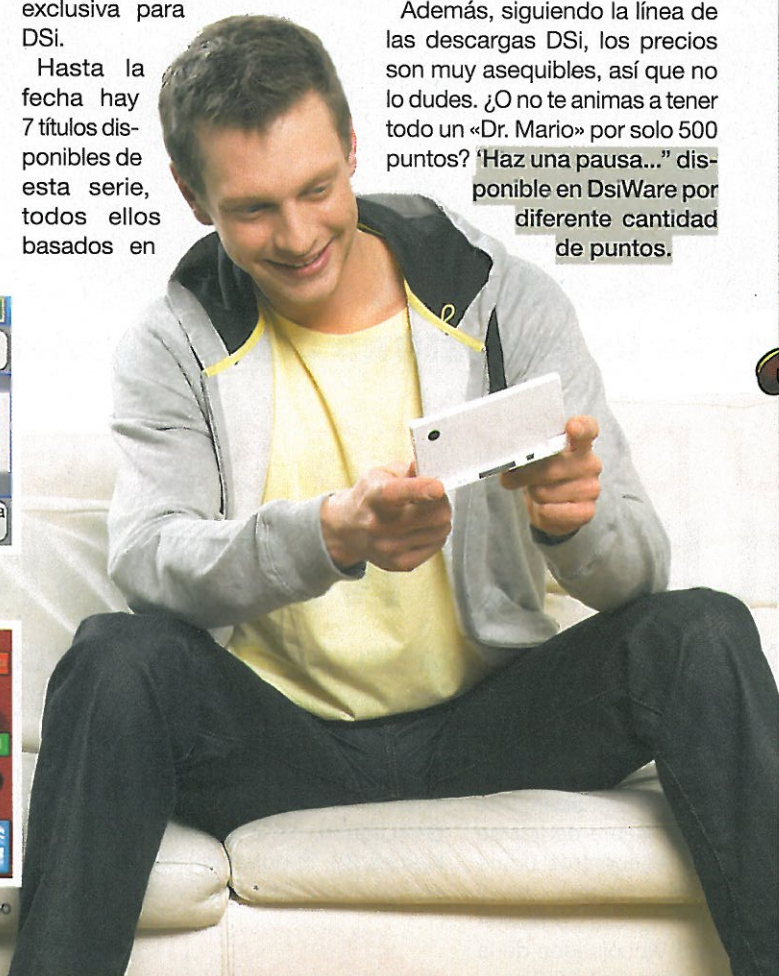 exclusiva para
DSi.
Hasta la
fecha hay
7 títulos dis-
ponibles de
esta serie,
todos ellos
basados en
Además, siguiendo la línea de
las descargas DSi, los precios
son muy asequibles, así que no
lo dudes. ¿O no te animas a tener
todo un «Dr. Mario» por solo 500
puntos? ‘Haz una pausa...” dis-
ponible en DsiWare por
diferente cantidad
de puntos.